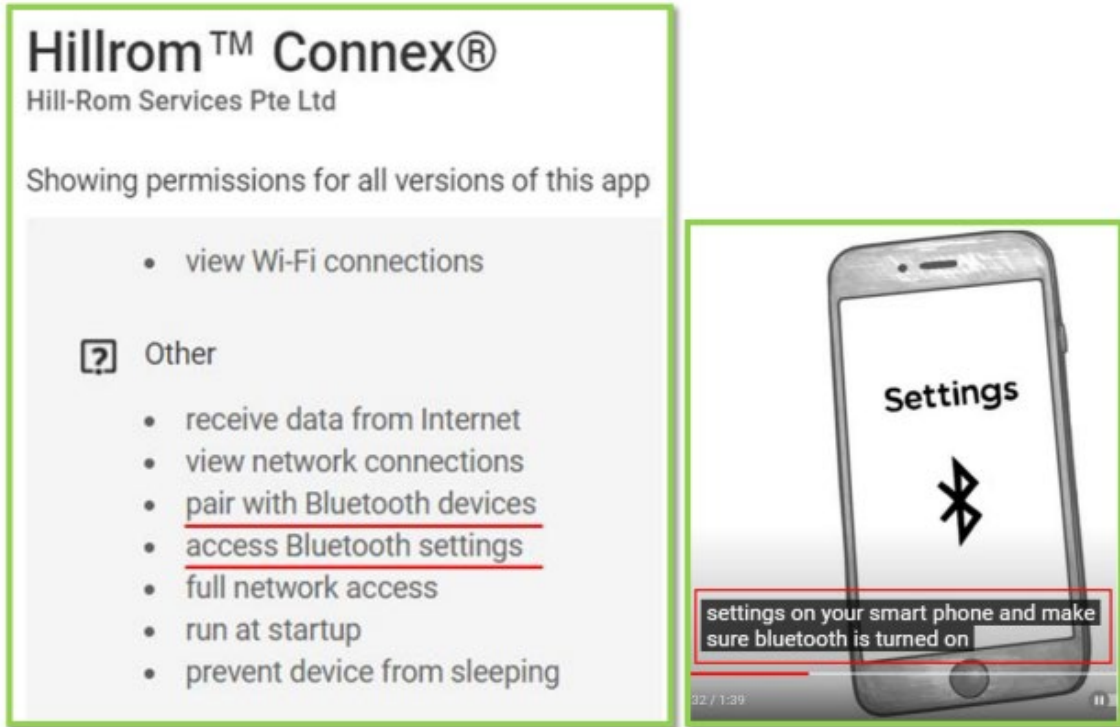 Hillrom™ Connex®
Hill-Rom Services Pte Ltd
Showing permissions for all versions of this app
• view Wi-Fi connections
? Other
• receive data from Internet
• view network connections
• pair with Bluetooth devices
• access Bluetooth settings
• full network access
• run at startup
• prevent device from sleeping
Settings
settings on your smart phone and make
sure bluetooth is turned on
32 / 1:39